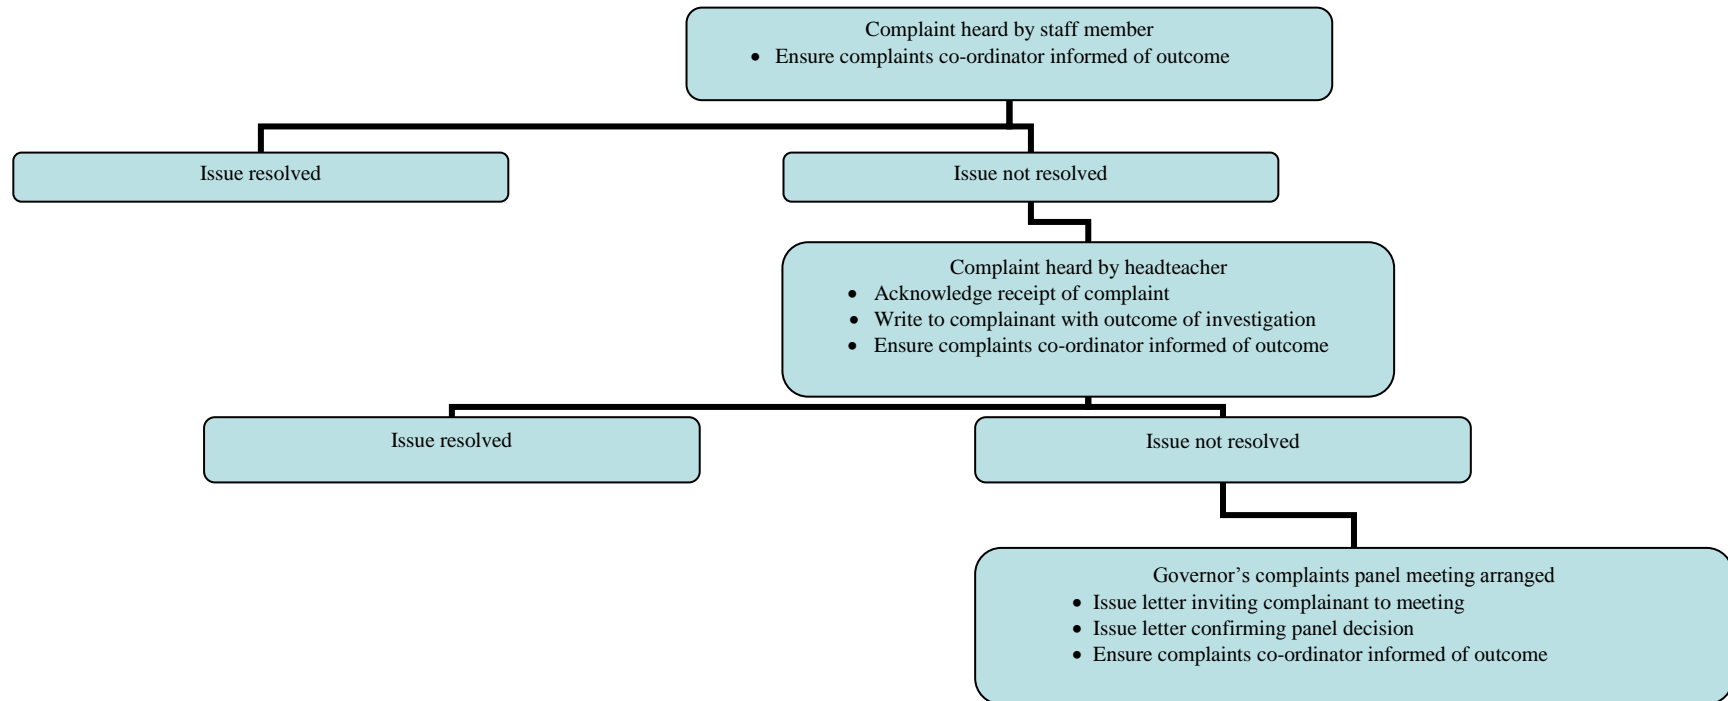 Complaint heard by staff member
• Ensure complaints co-ordinator informed of outcome
Issue resolved
Issue not resolved
Complaint heard by headteacher
• Acknowledge receipt of complaint
• Write to complainant with outcome of investigation
• Ensure complaints co-ordinator informed of outcome
Issue resolved
Issue not resolved
Governor’s complaints panel meeting arranged
• Issue letter inviting complainant to meeting
• Issue letter confirming panel decision
• Ensure complaints co-ordinator informed of outcome